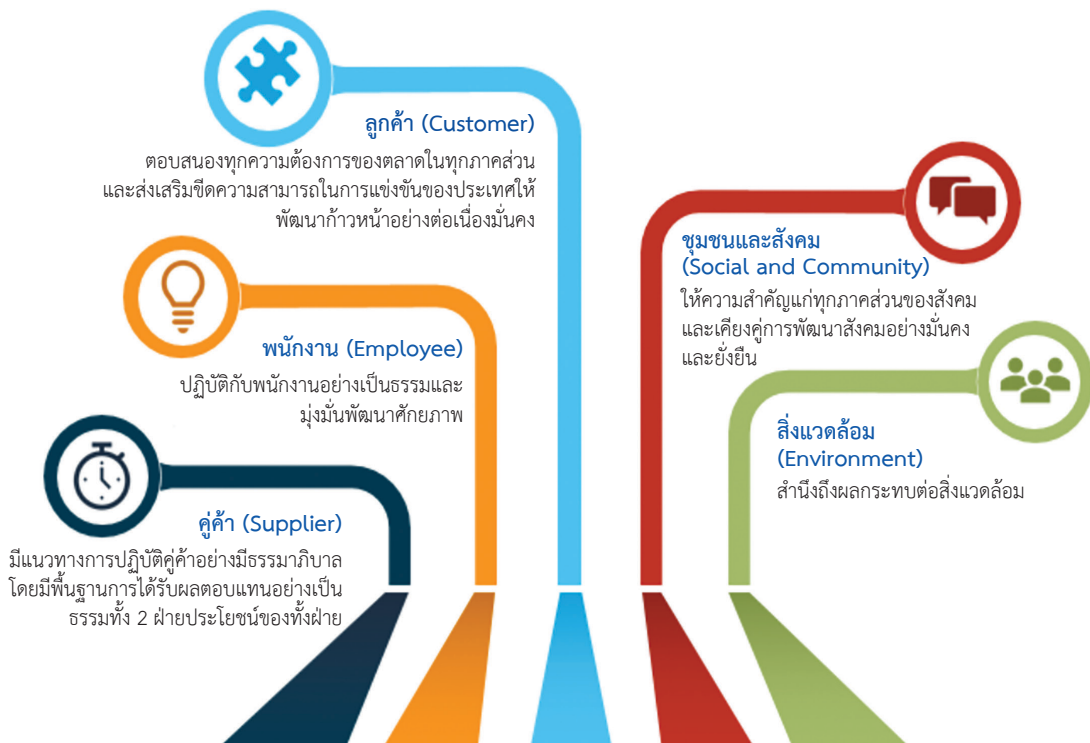 ลูกค้า (Customer)
ตอบสนองทุกความต้องการของตลาดในทุกภาคส่วน
และส่งเสริมขีดความสามารถในการแข่งขันของประเทศให้
พัฒนาก้าวหน้าอย่างต่อเนื่องมั่นคง
พนักงาน (Employee)
ปฏิบัติกับพนักงานอย่างเป็นธรรมและ
มุ่งมั่นพัฒนาศักยภาพ
คู่ค้า (Supplier)
มีแนวทางการปฏิบัติคู่ค้าอย่างมีธรรมาภิบาล
โดยมีพื้นฐานการได้รับผลตอบแทนอย่างเป็น
ธรรมทั้ง 2 ฝ่ายประโยชน์ของทั้งฝ่าย
ชุมชนและสังคม
(Social and Community)
ให้ความสำคัญแก่ทุกภาคส่วนของสังคม
และเคียงคู่การพัฒนาสังคมอย่างมั่นคง
และยั่งยืน
สิ่งแวดล้อม
(Environment)
สำนึงถึงผลกระทบต่อสิ่งแวดล้อม